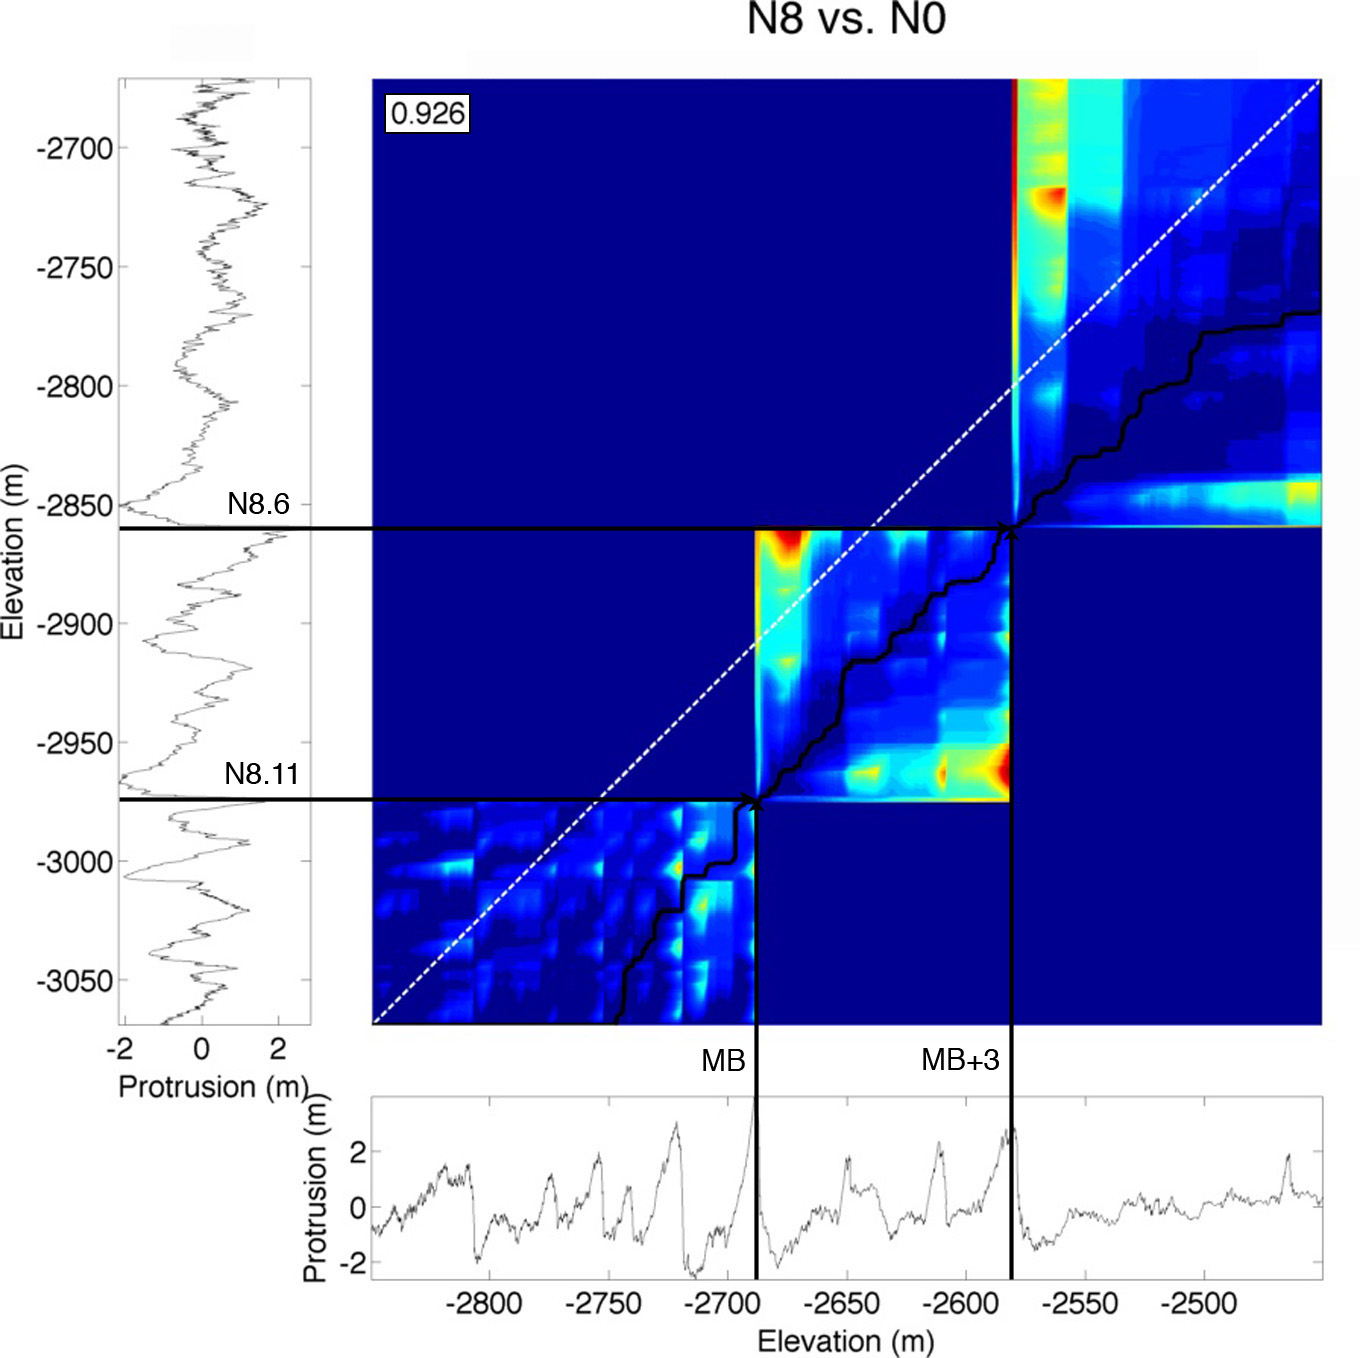 N8 vs. N0
0.926
-2700
-2750
-2800
-2850
-2900
-2950
-3000
-3050
Elevation (m)
N8.6
N8.11
-2 0 2
Protrusion (m)
MB
MB+3
Protrusion (m)
2
0
-2
-2800 -2750 -2700 -2650 -2600 -2550 -2500
Elevation (m)